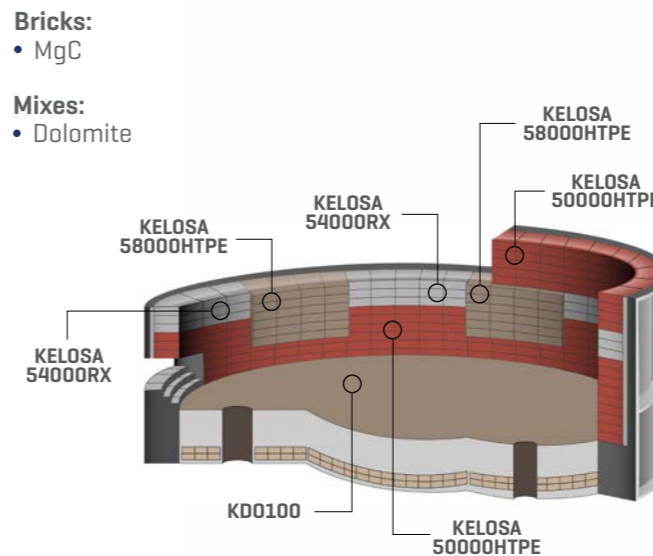 Bricks:
• MgC
Mixes:
• Dolomite
KELOSA
58000HTPE
KELOSA
50000HTPE
KELOSA
54000RX
KELOSA
58000HTPE
KELOSA
54000RX
KD0100
KELOSA
50000HTPE